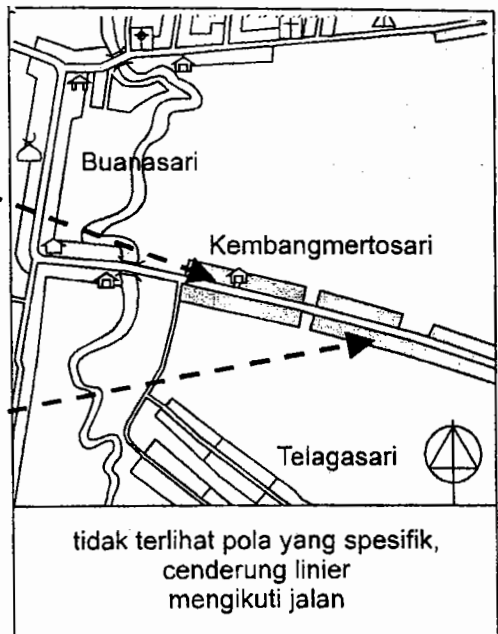 Buanasari
Kembangmertosari
Telagasari
tidak terlihat pola yang spesifik,
cenderung linier
mengikuti jalan